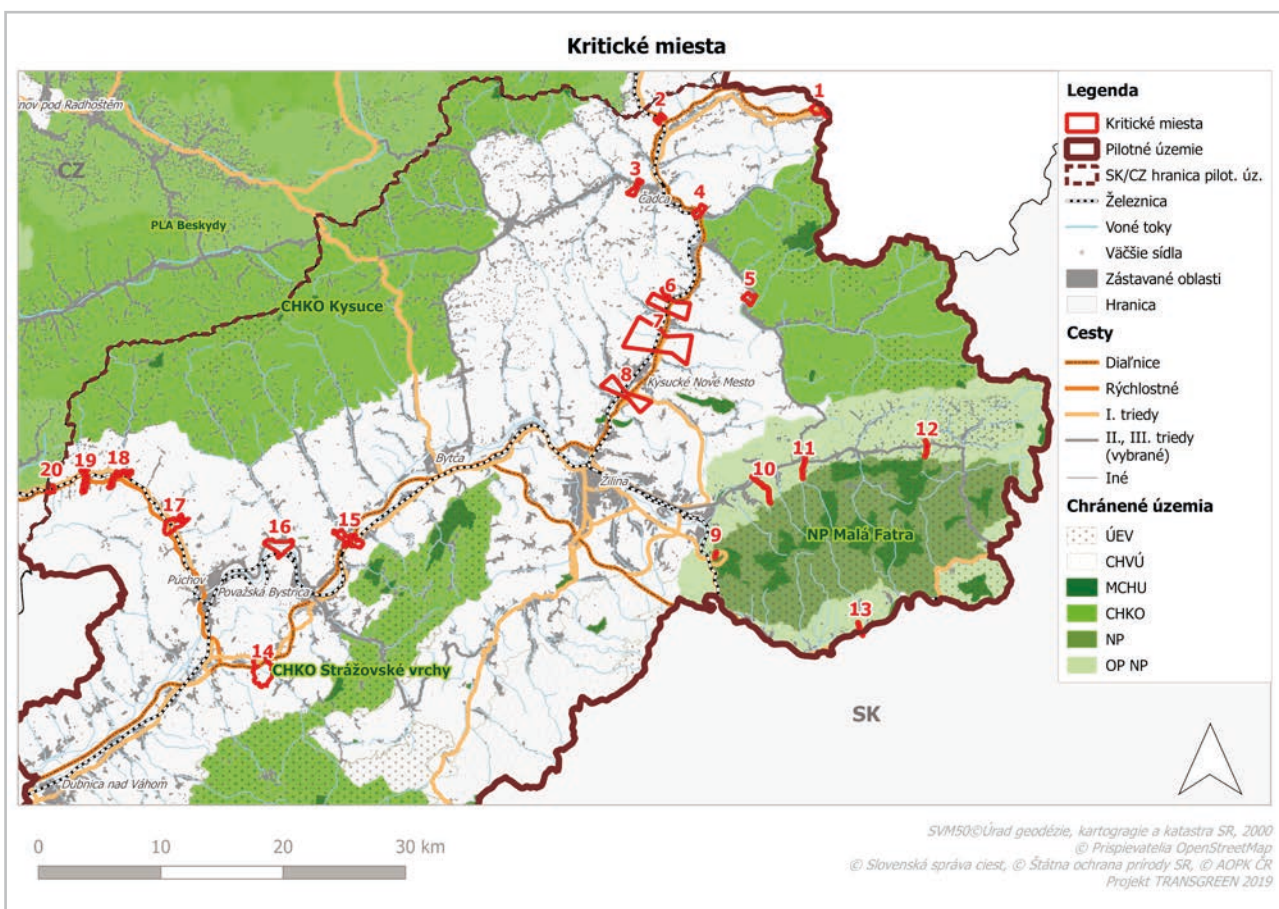 Kritické miesta
nov pod Radhoštěm
CZ
PLA Beskydy
CHKO Kysuce
1
2
3
Čadca
4
5
6
7
8
Kysucké Nové Mesto
Bytča
Žilina
9
10
11
12
NP Malá Fatra
13
20
19
18
17
16
15
Púchov
Považská Bystrica
14
CHKO Strážovské vrchy
Dubnica nad Váhom
SK
Legenda
Kritické miesta
Pilotné územie
SK/CZ hranica pilot. úz.
Železnica
Voné toky
Väčšie sídla
Zástavané oblasti
Hranica
Cesty
Diaľnice
Rýchlostné
I. triedy
II., III. triedy
(vybrané)
Iné
Chránené územia
ÚEV
CHVÚ
MCHU
CHKO
NP
OP NP
0 10 20 30 km
SVM50©Úrad geodézie, kartogragie a katastra SR, 2000
© Prispievatelia OpenStreetMap
© Slovenská správa ciest, © Štátna ochrana prírody SR, © AOPK ČR
Projekt TRANSGREEN 2019